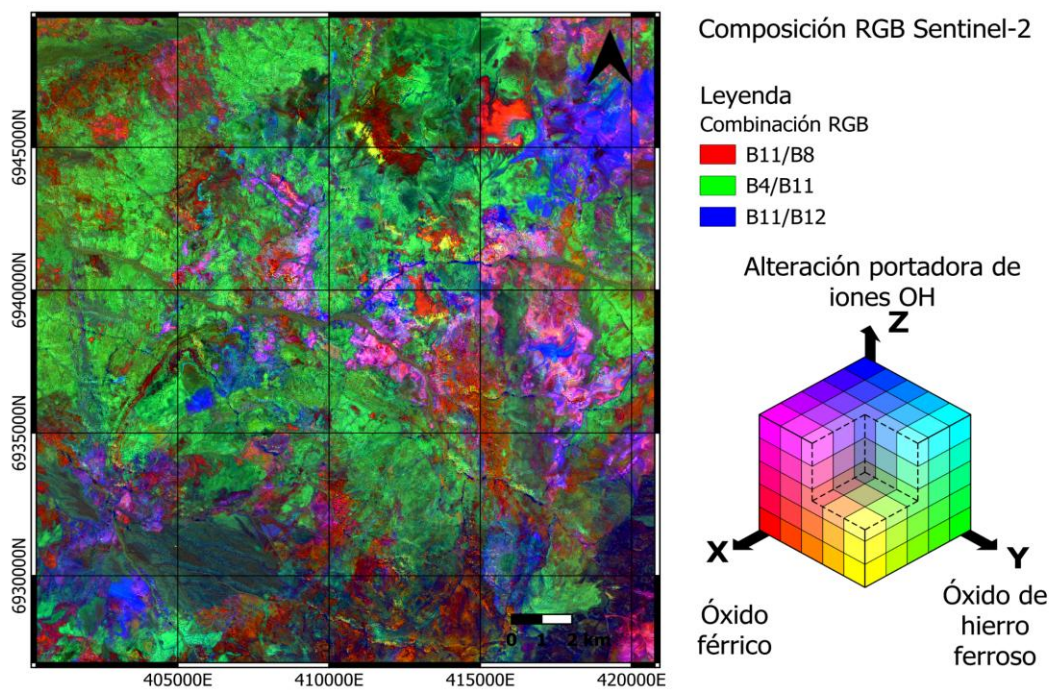 Composición RGB Sentinel-2
Leyenda
Combinación RGB
B11/B8
B4/B11
B11/B12
Alteración portadora de
iones OH
Z
X
Y
Óxido
férrico
Óxido de
hierro
ferroso
6945000N
6940000N
6935000N
6930000N
0 1 2 km
405000E 410000E 415000E 420000E